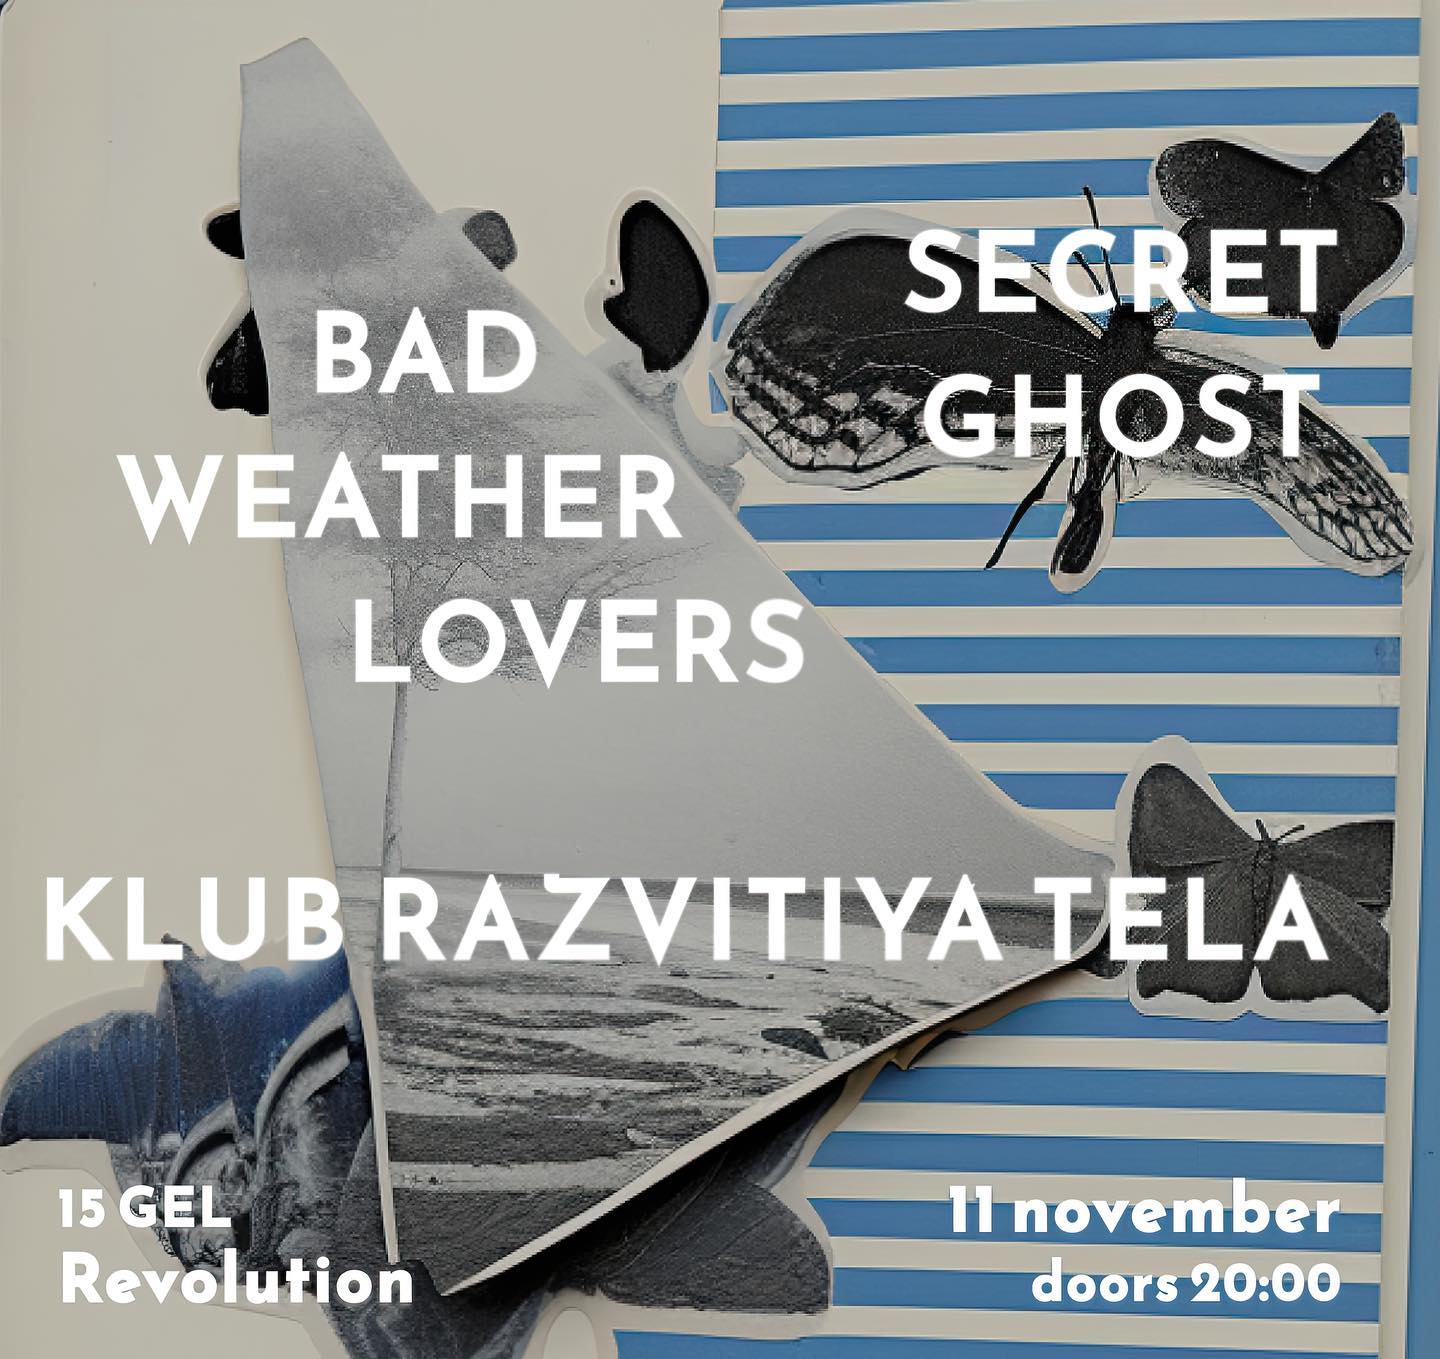 BAD
WEATHER
LOVERS
SECRET
GHOST
KLUB RAZVITIYA TELA
15 GEL
Revolution
11 november
doors 20:00